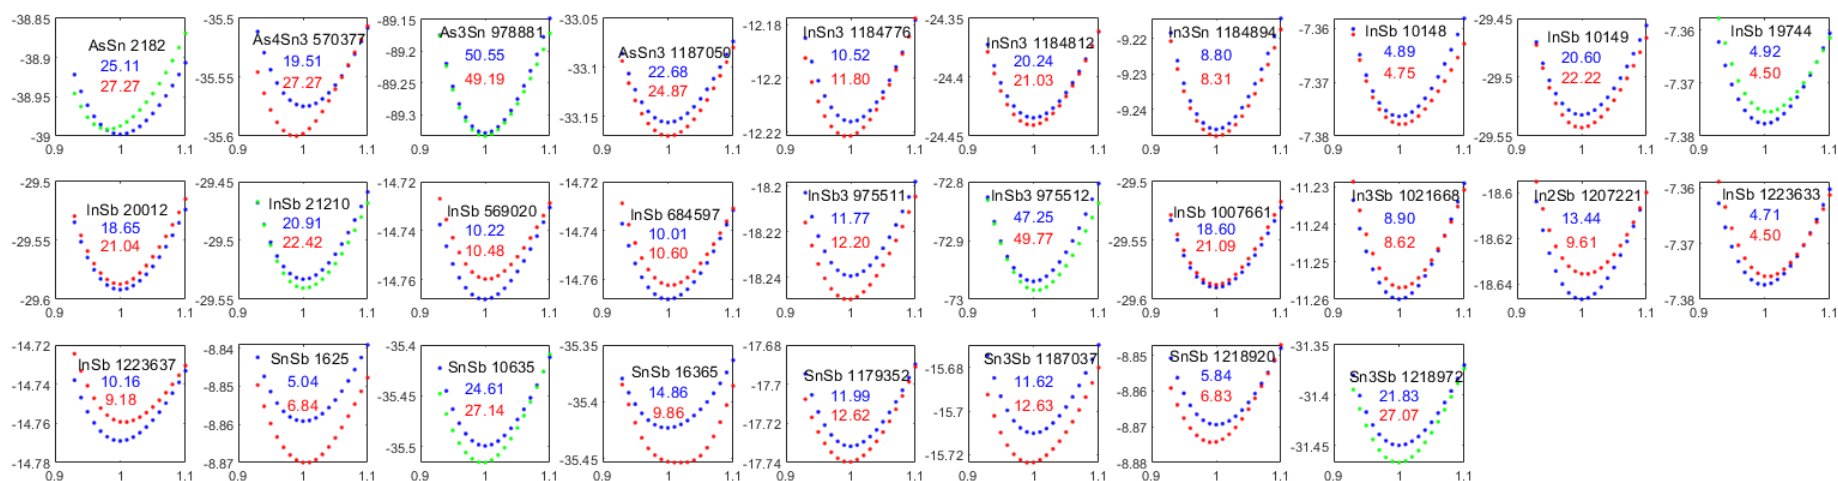 -38.85
-38.9
-38.95
-39
0.9 1 1.1
AsSn 2182
25.11
27.27
-35.5
-35.55
-35.6
0.9 1 1.1
As4Sn3 570377
19.51
27.27
-89.15
-89.2
-89.25
-89.3
0.9 1 1.1
As3Sn 978881
50.55
49.19
-33.05
-33.1
-33.15
0.9 1 1.1
AsSn3 1187050
22.68
24.87
-12.18
-12.2
-12.22
0.9 1 1.1
InSn3 1184776
10.52
11.80
-24.35
-24.4
-24.45
0.9 1 1.1
InSn3 1184812
20.24
21.03
-9.22
-9.23
-9.24
0.9 1 1.1
In3Sn 1184894
8.80
8.31
-7.36
-7.37
-7.38
0.9 1 1.1
InSb 10148
4.89
4.75
-29.45
-29.5
-29.55
0.9 1 1.1
InSb 10149
20.60
22.22
-7.36
-7.37
-7.38
0.9 1 1.1
InSb 19744
4.92
4.50
-29.5
-29.55
-29.6
0.9 1 1.1
InSb 20012
18.65
21.04
-29.45
-29.5
-29.55
0.9 1 1.1
InSb 21210
20.91
22.42
-14.72
-14.74
-14.76
0.9 1 1.1
InSb 569020
10.22
10.48
-14.72
-14.74
-14.76
0.9 1 1.1
InSb 684597
10.01
10.60
-18.2
-18.22
-18.24
0.9 1 1.1
InSb3 975511
11.77
12.20
-72.8
-72.9
-73
0.9 1 1.1
InSb3 975512
47.25
49.77
-29.5
-29.55
-29.6
0.9 1 1.1
InSb 1007661
18.60
21.09
-11.23
-11.24
-11.25
-11.26
0.9 1 1.1
In3Sb 1021668
8.90
8.62
-18.6
-18.62
-18.64
0.9 1 1.1
In2Sb 1207221
13.44
9.61
-7.36
-7.37
-7.38
0.9 1 1.1
InSb 1223633
4.71
4.50
-14.72
-14.74
-14.76
-14.78
0.9 1 1.1
InSb 1223637
10.16
9.18
-8.84
-8.85
-8.86
-8.87
0.9 1 1.1
SnSb 1625
5.04
6.84
-35.4
-35.45
-35.5
0.9 1 1.1
SnSb 10635
24.61
27.14
-35.35
-35.4
-35.45
0.9 1 1.1
SnSb 16365
14.86
9.86
-17.68
-17.7
-17.72
-17.74
0.9 1 1.1
SnSb 1179352
11.99
12.62
-15.68
-15.7
-15.72
0.9 1 1.1
Sn3Sb 1187037
11.62
12.63
-8.85
-8.86
-8.87
-8.88
0.9 1 1.1
SnSb 1218920
5.84
6.83
-31.35
-31.4
-31.45
0.9 1 1.1
Sn3Sb 1218972
21.83
27.07